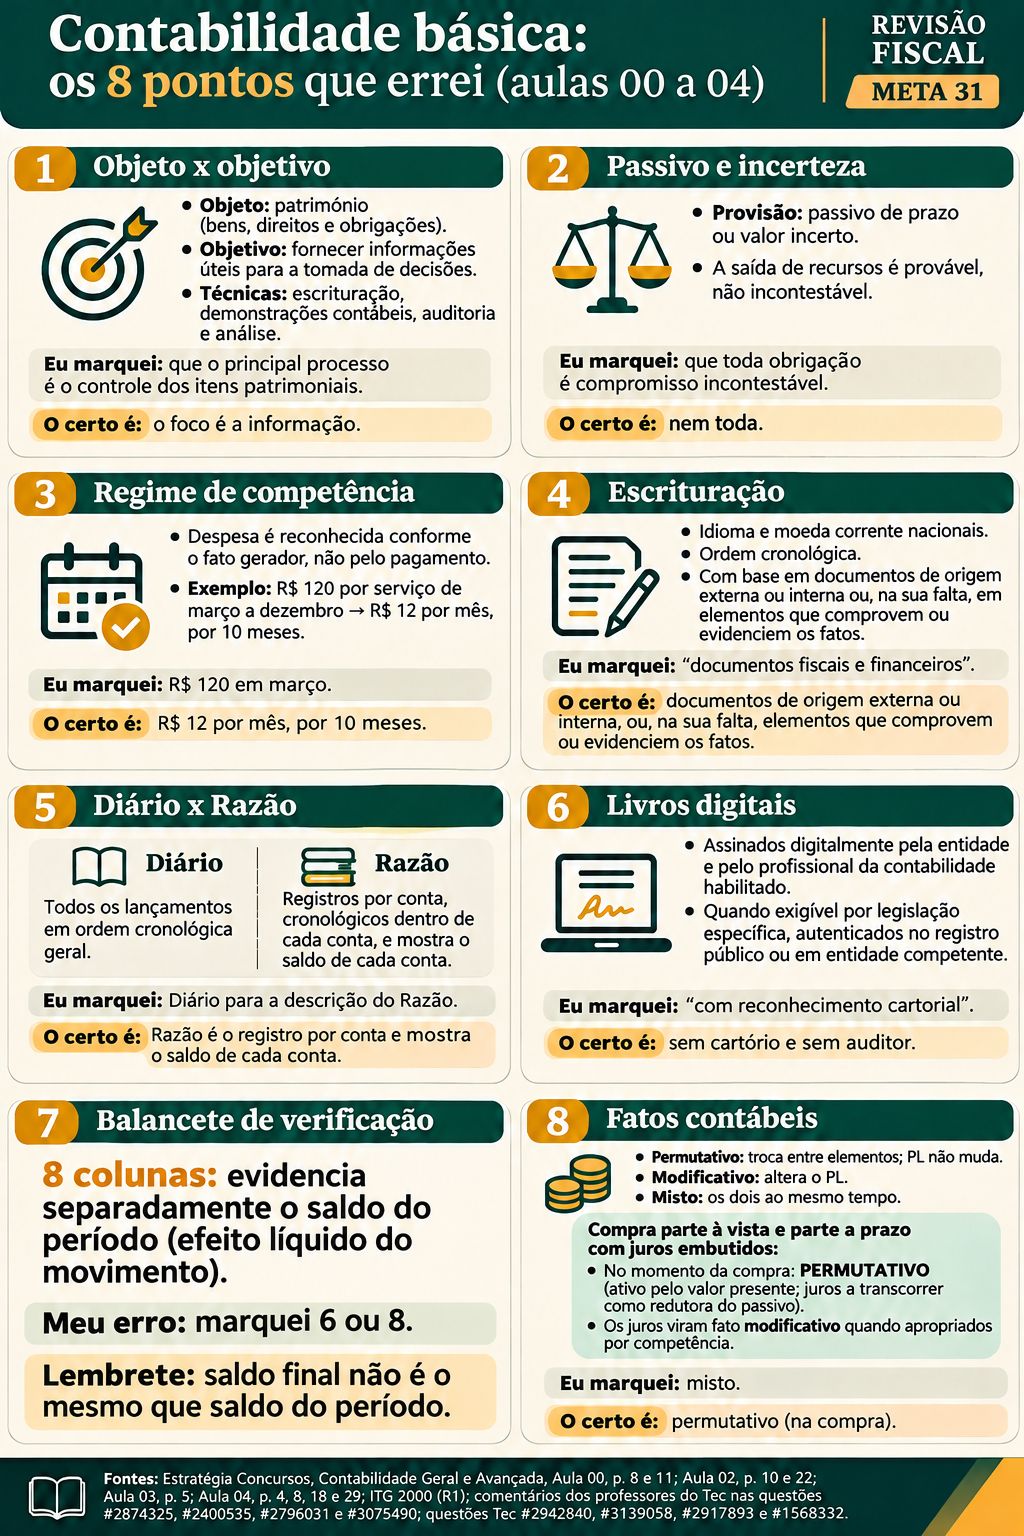 Contabilidade básica:
os 8 pontos que errei (aulas 00 a 04)
REVISÃO
FISCAL
META 31
1 Objeto x objetivo
• Objeto: patrimônio
(bens, direitos e obrigações).
• Objetivo: fornecer informações
úteis para a tomada de decisões.
• Técnicas: escrituração,
demonstrações contábeis, auditoria
e análise.
Eu marquei: que o principal processo
é o controle dos itens patrimoniais.
O certo é: o foco é a informação.
2 Passivo e incerteza
• Provisão: passivo de prazo
ou valor incerto.
• A saída de recursos é provável,
não incontestável.
Eu marquei: que toda obrigação
é compromisso incontestável.
O certo é: nem toda.
3 Regime de competência
• Despesa é reconhecida conforme
o fato gerador, não pelo pagamento.
• Exemplo: R$ 120 por serviço de
março a dezembro → R$ 12 por mês,
por 10 meses.
Eu marquei: R$ 120 em março.
O certo é: R$ 12 por mês, por 10 meses.
4 Escrituração
• Idioma e moeda corrente nacionais.
• Ordem cronológica.
• Com base em documentos de origem
externa ou interna ou, na sua falta, em
elementos que comprovem ou
evidenciem os fatos.
Eu marquei: “documentos fiscais e financeiros”.
O certo é: documentos de origem externa ou
interna, ou, na sua falta, elementos que comprovem
ou evidenciem os fatos.
5 Diário x Razão
Diário
Todos os lançamentos
em ordem cronológica
geral.
Razão
Registros por conta,
cronológicos dentro de
cada conta, e mostra o
saldo de cada conta.
Eu marquei: Diário para a descrição do Razão.
O certo é: Razão é o registro por conta e mostra
o saldo de cada conta.
6 Livros digitais
• Assinados digitalmente pela entidade
e pelo profissional da contabilidade
habilitado.
• Quando exigível por legislação
específica, autenticados no registro
público ou em entidade competente.
Eu marquei: “com reconhecimento cartorial”.
O certo é: sem cartório e sem auditor.
7 Balancete de verificação
8 colunas: evidencia
separadamente o saldo do
período (efeito líquido do
movimento).
Meu erro: marquei 6 ou 8.
Lembrete: saldo final não é o
mesmo que saldo do período.
8 Fatos contábeis
• Permutativo: troca entre elementos; PL não muda.
• Modificativo: altera o PL.
• Misto: os dois ao mesmo tempo.
Compra parte à vista e parte a prazo
com juros embutidos:
• No momento da compra: PERMUTATIVO
(ativo pelo valor presente; juros a transcorrer
como redutora do passivo).
• Os juros viram fato modificativo quando apropriados
por competência.
Eu marquei: misto.
O certo é: permutativo (na compra).
Fontes: Estratégia Concursos, Contabilidade Geral e Avançada, Aula 00, p. 8 e 11; Aula 02, p. 10 e 22;
Aula 03, p. 5; Aula 04, p. 4, 8, 18 e 29; ITG 2000 (R1); comentários dos professores do Tec nas questões
#2874325, #2400535, #2796031 e #3075490; questões Tec #2942840, #3139058, #2917893 e #1568332.